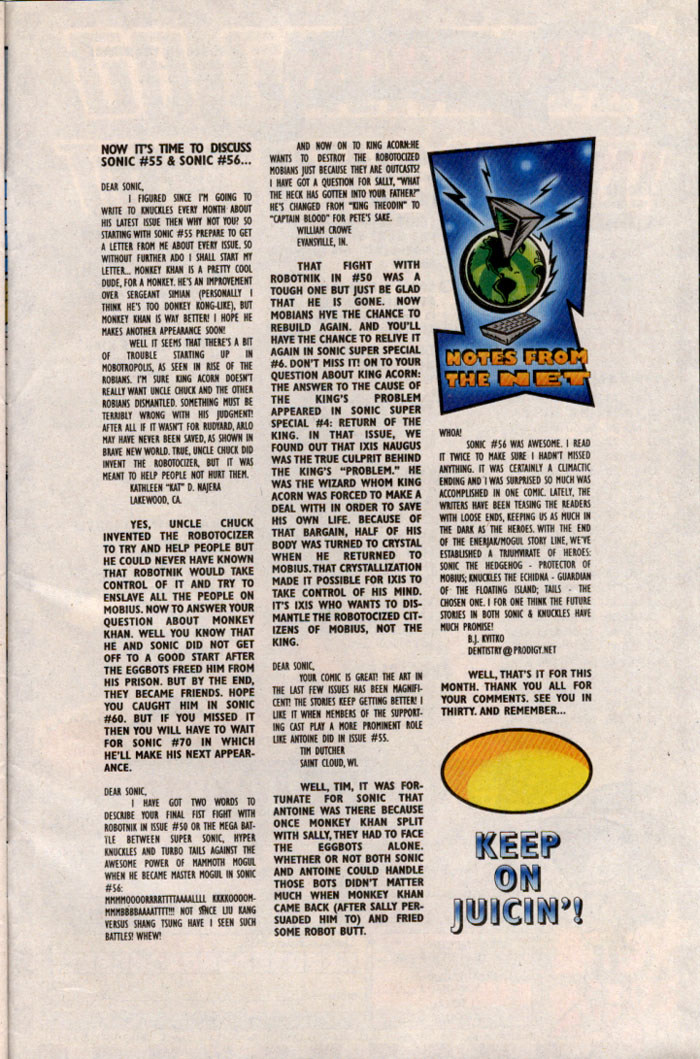 NOW IT'S TIME TO DISCUSS
SONIC #55 & SONIC #56...
DEAR SONIC,
I FIGURED SINCE I'M GOING TO
WRITE TO KNUCKLES EVERY MONTH ABOUT
HIS LATEST ISSUE THEN WHY NOT YOU? SO
STARTING WITH SONIC #55 PREPARE TO GET
A LETTER FROM ME ABOUT EVERY ISSUE. SO
WITHOUT FURTHER ADO I SHALL START MY
LETTER... MONKEY KHAN IS A PRETTY COOL
DUDE, FOR A MONKEY. HE'S AN IMPROVEMENT
OVER SERGEANT SIMIAN (PERSONALLY I
THINK HE'S TOO DONKEY KONG-LIKE), BUT
MONKEY KHAN IS WAY BETTER! I HOPE HE
MAKES ANOTHER APPEARANCE SOON!
WELL IT SEEMS THAT THERE'S A BIT
OF TROUBLE STARTING UP IN
MOBOTROPOLIS, AS SEEN IN RISE OF THE
ROBIANS. I'M SURE KING ACORN DOESN'T
REALLY WANT UNCLE CHUCK AND THE OTHER
ROBIANS DISMANTLED. SOMETHING MUST BE
TERRIBLY WRONG WITH HIS JUDGMENT!
AFTER ALL IF IT WASN'T FOR RUDYARD, ARLO
MAY HAVE NEVER BEEN SAVED, AS SHOWN IN
BRAVE NEW WORLD. TRUE, UNCLE CHUCK DID
INVENT THE ROBOTOCIZER, BUT IT WAS
MEANT TO HELP PEOPLE NOT HURT THEM.
KATHLEEN "KAT" D. NAJERA
LAKEWOOD, CA.
YES, UNCLE CHUCK
INVENTED THE ROBOTOCIZER
TO TRY AND HELP PEOPLE BUT
HE COULD NEVER HAVE KNOWN
THAT ROBOTNIK WOULD TAKE
CONTROL OF IT AND TRY TO
ENSLAVE ALL THE PEOPLE ON
MOBIUS. NOW TO ANSWER YOUR
QUESTION ABOUT MONKEY
KHAN. WELL YOU KNOW THAT
HE AND SONIC DID NOT GET
OFF TO A GOOD START AFTER
THE EGGBOTS FREED HIM FROM
HIS PRISON. BUT BY THE END,
THEY BECAME FRIENDS. HOPE
YOU CAUGHT HIM IN SONIC
#60. BUT IF YOU MISSED IT
THEN YOU WILL HAVE TO WAIT
FOR SONIC #70 IN WHICH
HE'LL MAKE HIS NEXT APPEAR-
ANCE.
DEAR SONIC,
I HAVE GOT TWO WORDS TO
DESCRIBE YOUR FINAL FIST FIGHT WITH
ROBOTNIK IN ISSUE #50 OR THE MEGA BAT-
TLE BETWEEN SUPER SONIC, HYPER
KNUCKLES AND TURBO TAILS AGAINST THE
AWESOME POWER OF MAMMOTH MOGUL
WHEN HE BECAME MASTER MOGUL IN SONIC
#56:
MMMMOOOORRRRTTTTAAAALLLL KKKKOOOOM-
MMMBBBBAAAATTTT!!! NOT SINCE LIU KANG
VERSUS SHANG TSUNG HAVE I SEEN SUCH
BATTLES! WHEW!
AND NOW ON TO KING ACORN:HE
WANTS TO DESTROY THE ROBOTOCIZED
MOBIANS JUST BECAUSE THEY ARE OUTCASTS?
I HAVE GOT A QUESTION FOR SALLY, "WHAT
THE HECK HAS GOTTEN INTO YOUR FATHER?"
HE'S CHANGED FROM "KING THEODIN" TO
"CAPTAIN BLOOD" FOR PETE'S SAKE.
WILLIAM CROWE
EVANSVILLE, IN.
THAT FIGHT WITH
ROBOTNIK IN #50 WAS A
TOUGH ONE BUT JUST BE GLAD
THAT HE IS GONE. NOW
MOBIANS HVE THE CHANCE TO
REBUILD AGAIN. AND YOU'LL
HAVE THE CHANCE TO RELIVE IT
AGAIN IN SONIC SUPER SPECIAL
#6. DON'T MISS IT! ON TO YOUR
QUESTION ABOUT KING ACORN:
THE ANSWER TO THE CAUSE OF
THE KING'S PROBLEM
APPEARED IN SONIC SUPER
SPECIAL #4: RETURN OF THE
KING. IN THAT ISSUE, WE
FOUND OUT THAT IXIS NAUGUS
WAS THE TRUE CULPRIT BEHIND
THE KING'S "PROBLEM." HE
WAS THE WIZARD WHOM KING
ACORN WAS FORCED TO MAKE A
DEAL WITH IN ORDER TO SAVE
HIS OWN LIFE. BECAUSE OF
THAT BARGAIN, HALF OF HIS
BODY WAS TURNED TO CRYSTAL
WHEN HE RETURNED TO
MOBIUS. THAT CRYSTALLIZATION
MADE IT POSSIBLE FOR IXIS TO
TAKE CONTROL OF HIS MIND.
IT'S IXIS WHO WANTS TO DIS-
MANTLE THE ROBOTOCIZED CIT-
IZENS OF MOBIUS, NOT THE
KING.
DEAR SONIC,
YOUR COMIC IS GREAT! THE ART IN
THE LAST FEW ISSUES HAS BEEN MAGNIFI-
CENT! THE STORIES KEEP GETTING BETTER! I
LIKE IT WHEN MEMBERS OF THE SUPPORT-
ING CAST PLAY A MORE PROMINENT ROLE
LIKE ANTOINE DID IN ISSUE #55.
TIM DUTCHER
SAINT CLOUD, WI.
WELL, TIM, IT WAS FOR-
TUNATE FOR SONIC THAT
ANTOINE WAS THERE BECAUSE
ONCE MONKEY KHAN SPLIT
WITH SALLY, THEY HAD TO FACE
THE EGGBOTS ALONE.
WHETHER OR NOT BOTH SONIC
AND ANTOINE COULD HANDLE
THOSE BOTS DIDN'T MATTER
MUCH WHEN MONKEY KHAN
CAME BACK (AFTER SALLY PER-
SUADED HIM TO) AND FRIED
SOME ROBOT BUTT.
NOTES FROM
THE NET
WHOA!
SONIC #56 WAS AWESOME. I READ
IT TWICE TO MAKE SURE I HADN'T MISSED
ANYTHING. IT WAS CERTAINLY A CLIMACTIC
ENDING AND I WAS SURPRISED SO MUCH WAS
ACCOMPLISHED IN ONE COMIC. LATELY, THE
WRITERS HAVE BEEN TEASING THE READERS
WITH LOOSE ENDS, KEEPING US AS MUCH IN
THE DARK AS THE HEROES. WITH THE END
OF THE ENERJAK/MOGUL STORY LINE, WE'VE
ESTABLISHED A TRIUMVIRATE OF HEROES:
SONIC THE HEDGEHOG - PROTECTOR OF
MOBIUS; KNUCKLES THE ECHIDNA - GUARDIAN
OF THE FLOATING ISLAND; TAILS - THE
CHOSEN ONE. I FOR ONE THINK THE FUTURE
STORIES IN BOTH SONIC & KNUCKLES HAVE
MUCH PROMISE!
B.J. KVITKO
DENTISTRY@PRODIGY.NET
WELL, THAT'S IT FOR THIS
MONTH. THANK YOU ALL FOR
YOUR COMMENTS. SEE YOU IN
THIRTY. AND REMEMBER...
KEEP
ON
JUICIN'!